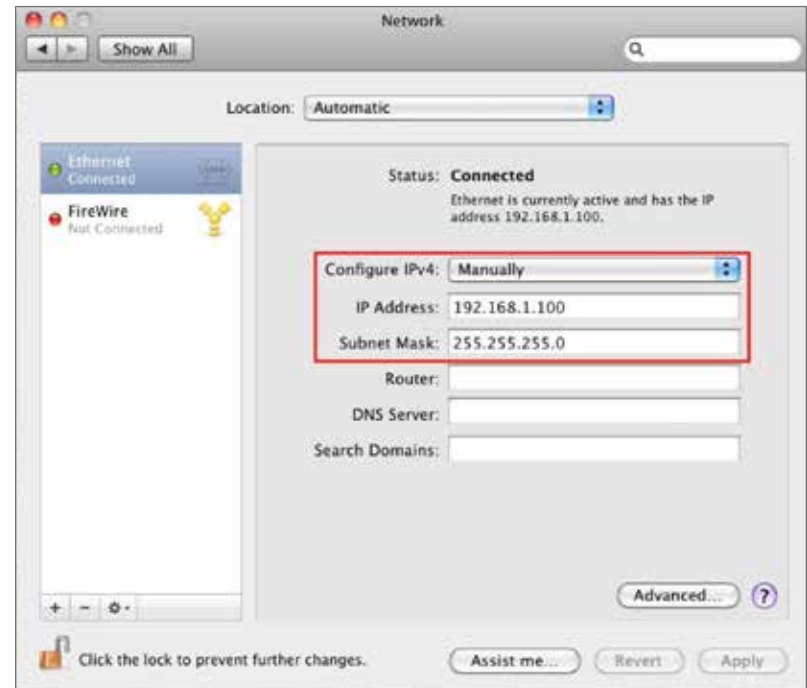 Network
Show All
Location: Automatic
Ethernet
Connected
FireWire
Not Connected
Status: Connected
Ethernet is currently active and has the IP
address 192.168.1.100.
Configure IPv4: Manually
IP Address: 192.168.1.100
Subnet Mask: 255.255.255.0
Router:
DNS Server:
Search Domains:
Advanced... ?
+ −
Click the lock to prevent further changes.
Assist me... Revert Apply